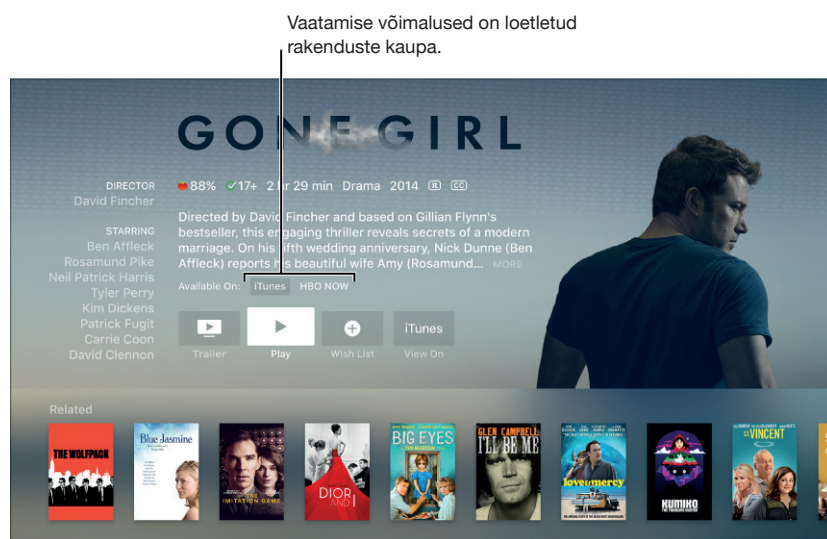 Vaatamise võimalused on loetletud
rakenduste kaupa.
GONE GIRL
DIRECTOR
David Fincher
STARRING
Ben Affleck
Rosamund Pike
Neil Patrick Harris
Tyler Perry
Kim Dickens
Patrick Fugit
Carrie Coon
David Clennon
88% 17+ 2 hr 29 min Drama 2014 R CC
Directed by David Fincher and based on Gillian Flynn's
bestseller, this engaging thriller reveals secrets of a modern
marriage. On his fifth wedding anniversary, Nick Dunne (Ben
Affleck) reports his beautiful wife Amy (Rosamund... MORE
Available On: iTunes HBO NOW
iTunes
Trailer Play Wish List View On
Related
THE WOLFPACK
Blue Jasmine
THE
IMITATION GAME
DIOR
AND I
BIG EYES
GLEN CAMPBELL
I'LL BE ME
love&mercy
KUMIKO
THE TREASURE HUNTER
ST. VINCENT